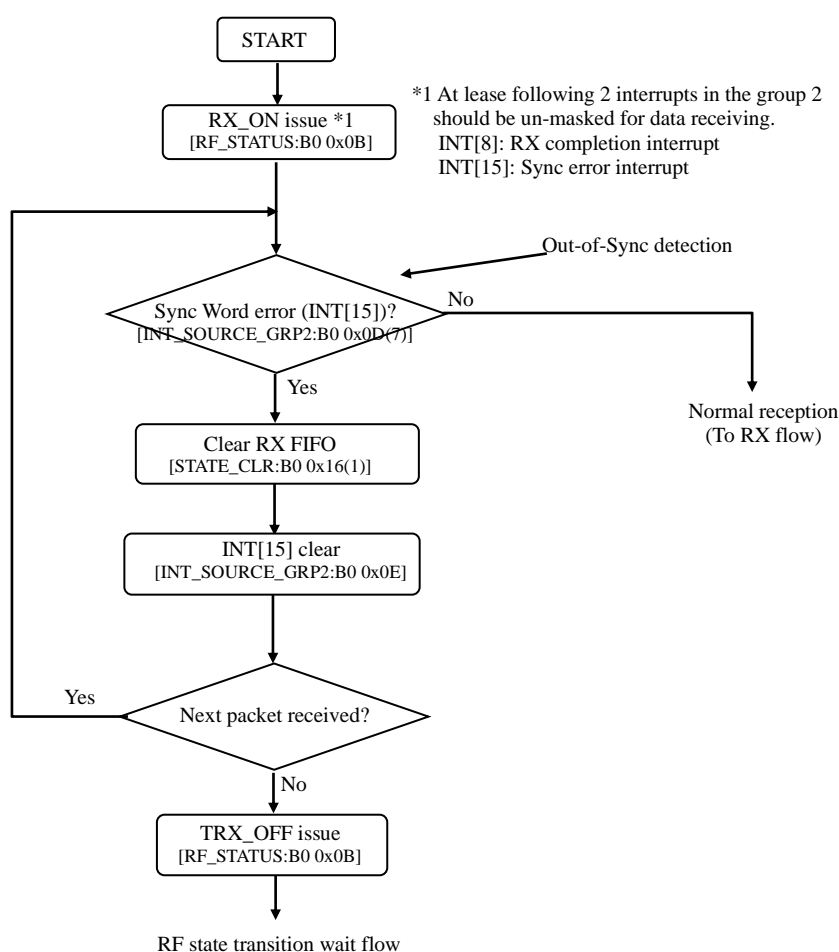 START
RX_ON issue *1
[RF_STATUS:B0 0x0B]
*1 At lease following 2 interrupts in the group 2
should be un-masked for data receiving.
INT[8]: RX completion interrupt
INT[15]: Sync error interrupt
Out-of-Sync detection
Sync Word error (INT[15])?
[INT_SOURCE_GRP2:B0 0x0D(7)]
No
Yes
Normal reception
(To RX flow)
Clear RX FIFO
[STATE_CLR:B0 0x16(1)]
INT[15] clear
[INT_SOURCE_GRP2:B0 0x0E]
Yes
Next packet received?
No
TRX_OFF issue
[RF_STATUS:B0 0x0B]
RF state transition wait flow